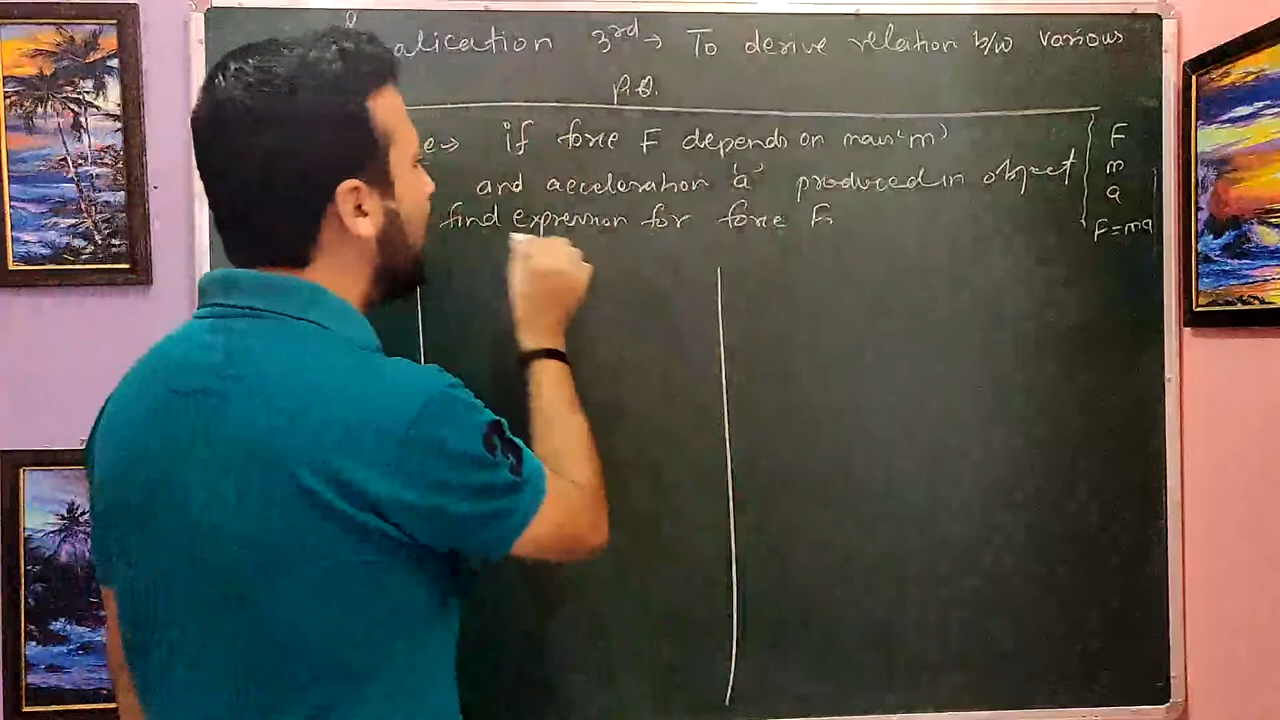 alication 3rd → To derive relation b/w various
P.Q.
e→ if force F depends on mass 'm'
and acceleration 'a' produced in object
find expression for force F.
F
m
a
F=ma